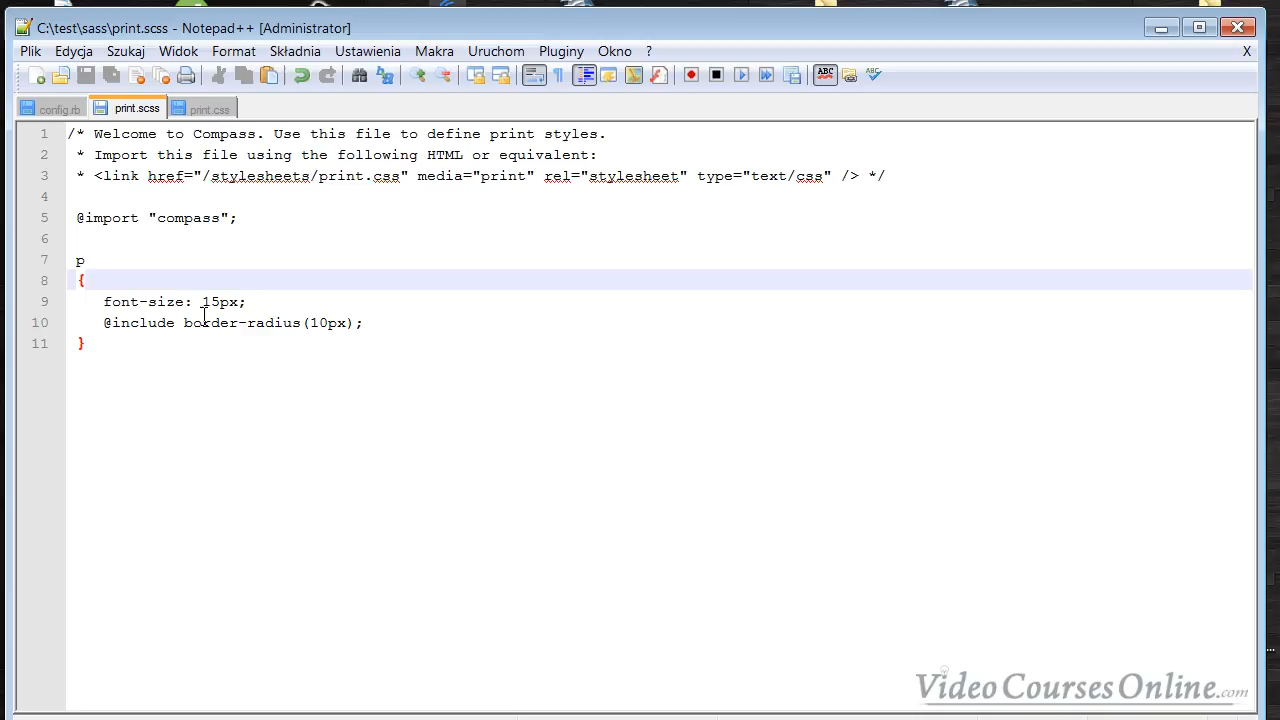 C:\test\sass\print.scss - Notepad++ [Administrator]
Plik Edycja Szukaj Widok Format Składnia Ustawienia Makra Uruchom Pluginy Okno ? X
ABC ABC
config.rb print.scss print.css
1 /* Welcome to Compass. Use this file to define print styles.
2 * Import this file using the following HTML or equivalent:
3 * <link href="/stylesheets/print.css" media="print" rel="stylesheet" type="text/css" /> */
4
5 @import "compass";
6
7 p
8 {
9 font-size: 15px;
10 @include border-radius(10px);
11 }
VideoCoursesOnline.com